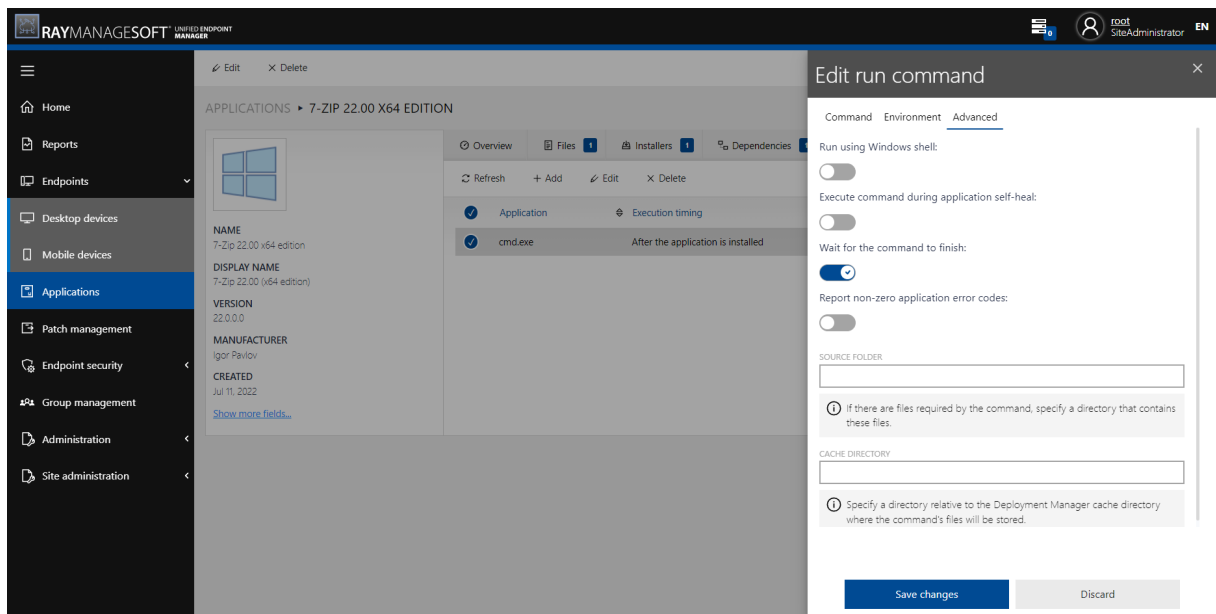 RAYMANAGESOFT UNIFIED ENDPOINT MANAGER
0
root
SiteAdministrator
EN
Home
Reports
Endpoints
Desktop devices
Mobile devices
Applications
Patch management
Endpoint security
Group management
Administration
Site administration
Edit
Delete
APPLICATIONS ▸ 7-ZIP 22.00 X64 EDITION
NAME
7-Zip 22.00 x64 edition
DISPLAY NAME
7-Zip 22.00 (x64 edition)
VERSION
22.0.0.0
MANUFACTURER
Igor Pavlov
CREATED
Jul 11, 2022
Show more fields...
Overview
Files 1
Installers 1
Dependencies
Refresh
+ Add
Edit
Delete
Application
Execution timing
cmd.exe
After the application is installed
Edit run command
Command Environment Advanced
Run using Windows shell:
Execute command during application self-heal:
Wait for the command to finish:
Report non-zero application error codes:
SOURCE FOLDER
If there are files required by the command, specify a directory that contains
these files.
CACHE DIRECTORY
Specify a directory relative to the Deployment Manager cache directory
where the command's files will be stored.
Save changes
Discard